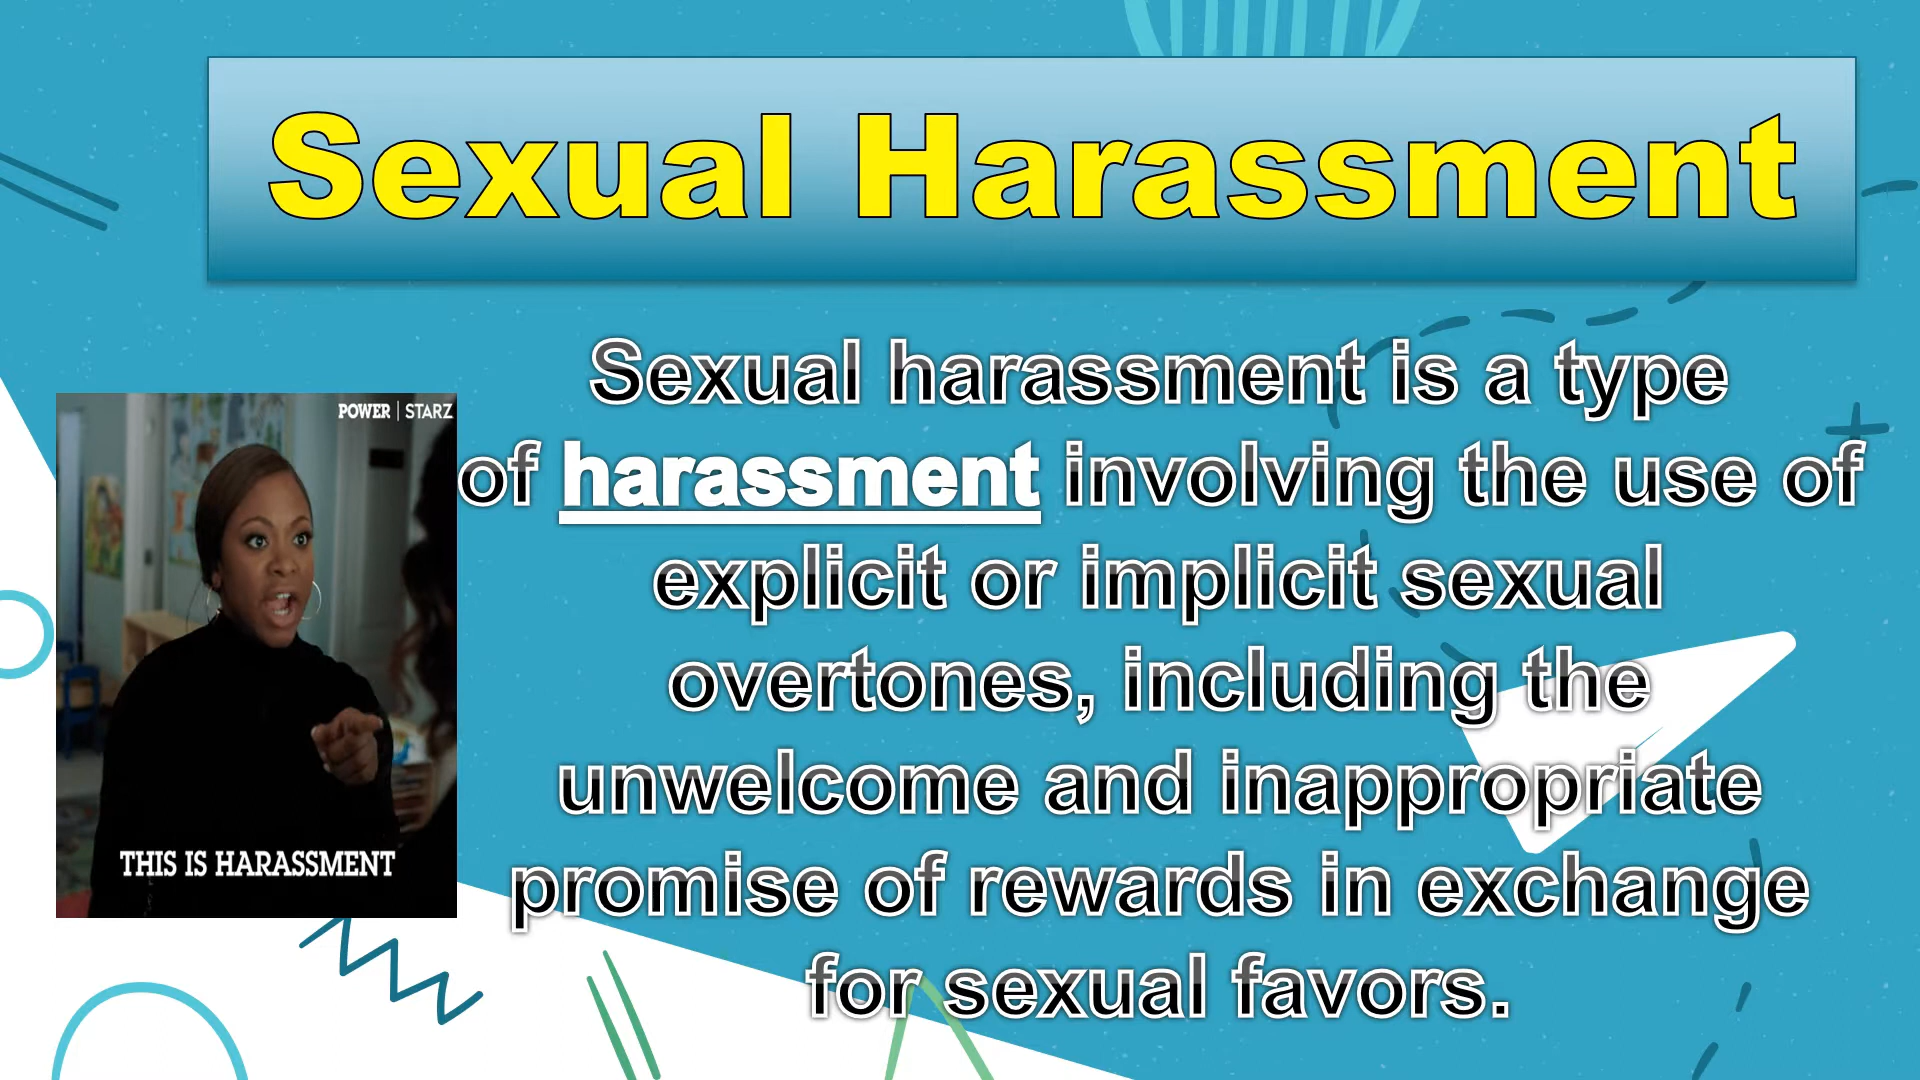 Sexual Harassment
Sexual harassment is a type
of harassment involving the use of
explicit or implicit sexual
overtones, including the
unwelcome and inappropriate
promise of rewards in exchange
for sexual favors.
POWER | STARZ
THIS IS HARASSMENT